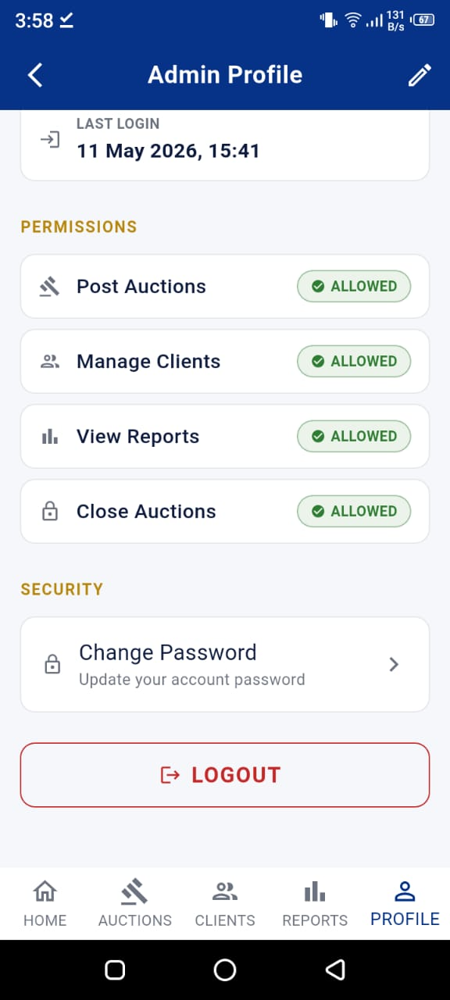 3:58
131
B/s
67
Admin Profile
LAST LOGIN
11 May 2026, 15:41
PERMISSIONS
Post Auctions
ALLOWED
Manage Clients
ALLOWED
View Reports
ALLOWED
Close Auctions
ALLOWED
SECURITY
Change Password
Update your account password
LOGOUT
HOME
AUCTIONS
CLIENTS
REPORTS
PROFILE